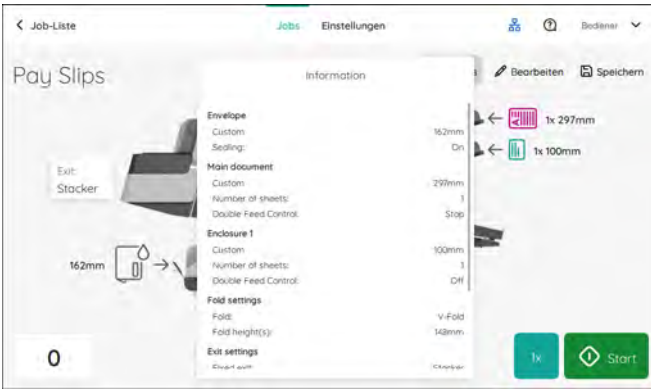 Job-Liste
Jobs Einstellungen
Bediener
Pay Slips
Bearbeiten Speichern
Information
Envelope
Custom 162mm
Sealing: On
Main document
Custom 297mm
Number of sheets: 1
Double Feed Control: Stop
Enclosure 1
Custom 100mm
Number of sheets: 1
Double Feed Control: Off
Fold settings
Fold: V-Fold
Fold height(s): 148mm
Exit settings
Fixed exit: Stacker
1x 297mm
1x 100mm
Exit:
Stacker
162mm
0
1x
Start